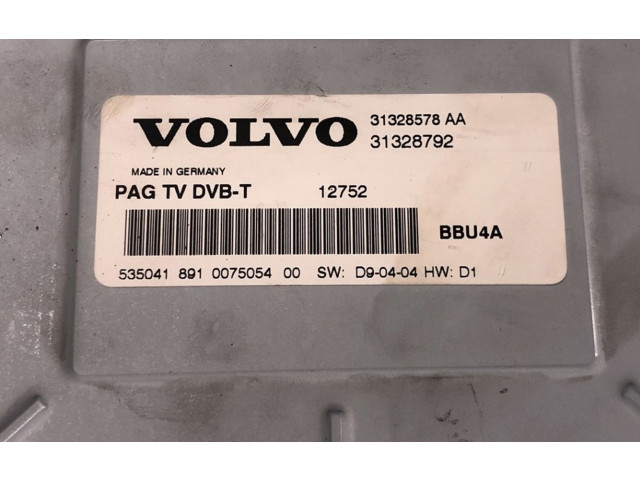 VOLVO 31328578 AA
31328792
MADE IN GERMANY
PAG TV DVB-T 12752
BBU4A
535041 891 0075054 00 SW: D9-04-04 HW: D1